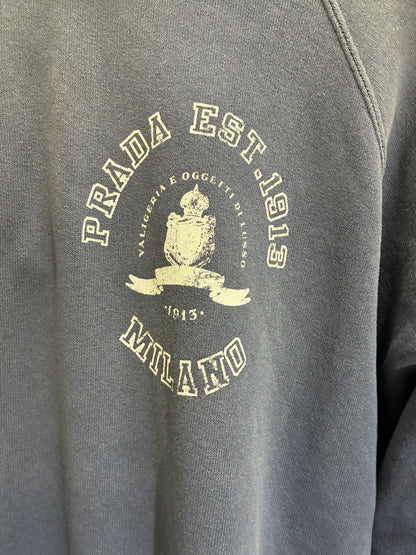 PRADA EST. 1913
VALIGERIA E OGGETTI DI LUSSO
·1913·
MILANO